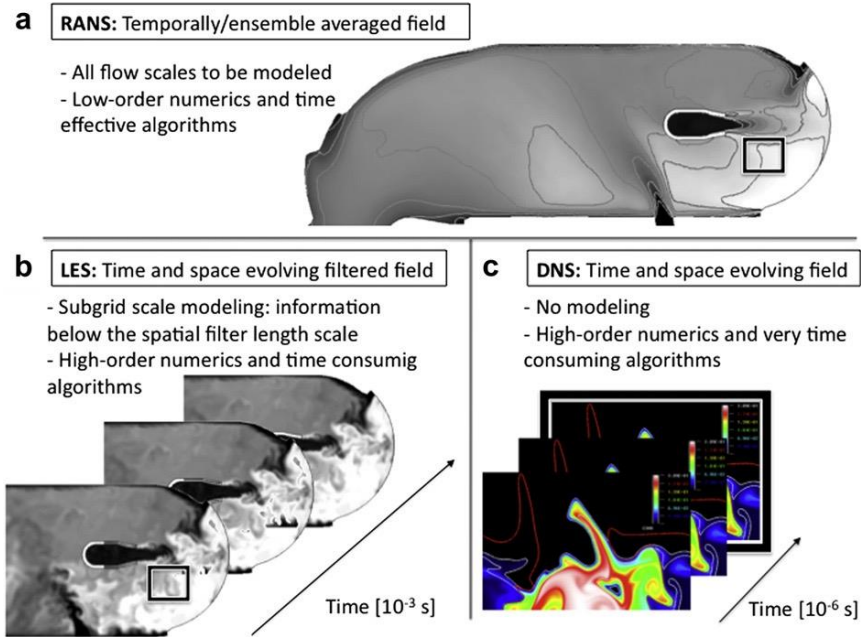 a
RANS: Temporally/ensemble averaged field
- All flow scales to be modeled
- Low-order numerics and time
effective algorithms
b
LES: Time and space evolving filtered field
- Subgrid scale modeling: information
below the spatial filter length scale
- High-order numerics and time consumig
algorithms
Time [10⁻³ s]
c
DNS: Time and space evolving field
- No modeling
- High-order numerics and very time
consuming algorithms
Time [10⁻⁶ s]